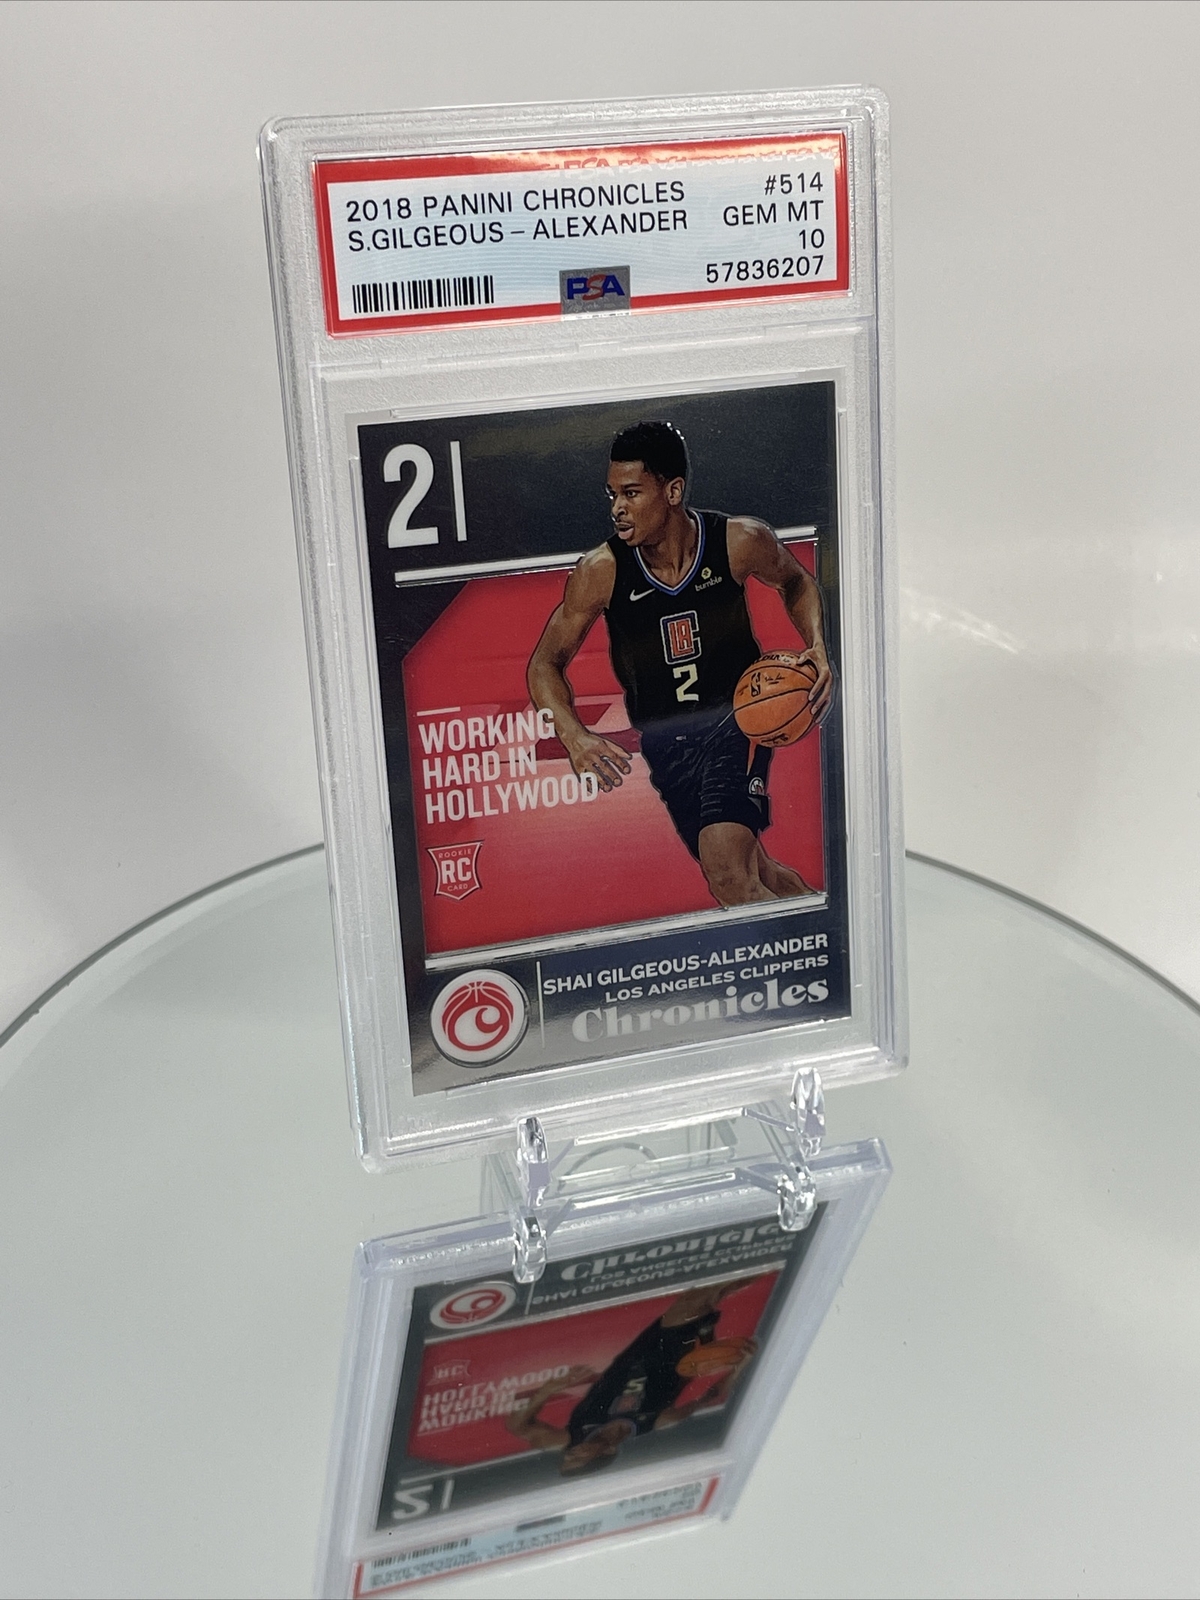 2018 PANINI CHRONICLES
S.GILGEOUS - ALEXANDER
#514
GEM MT
10
57836207
PSA
21
bumble
LA
2
WORKING
HARD IN
HOLLYWOOD
ROOKIE
RC
CARD
SHAI GILGEOUS-ALEXANDER
LOS ANGELES CLIPPERS
Chronicles